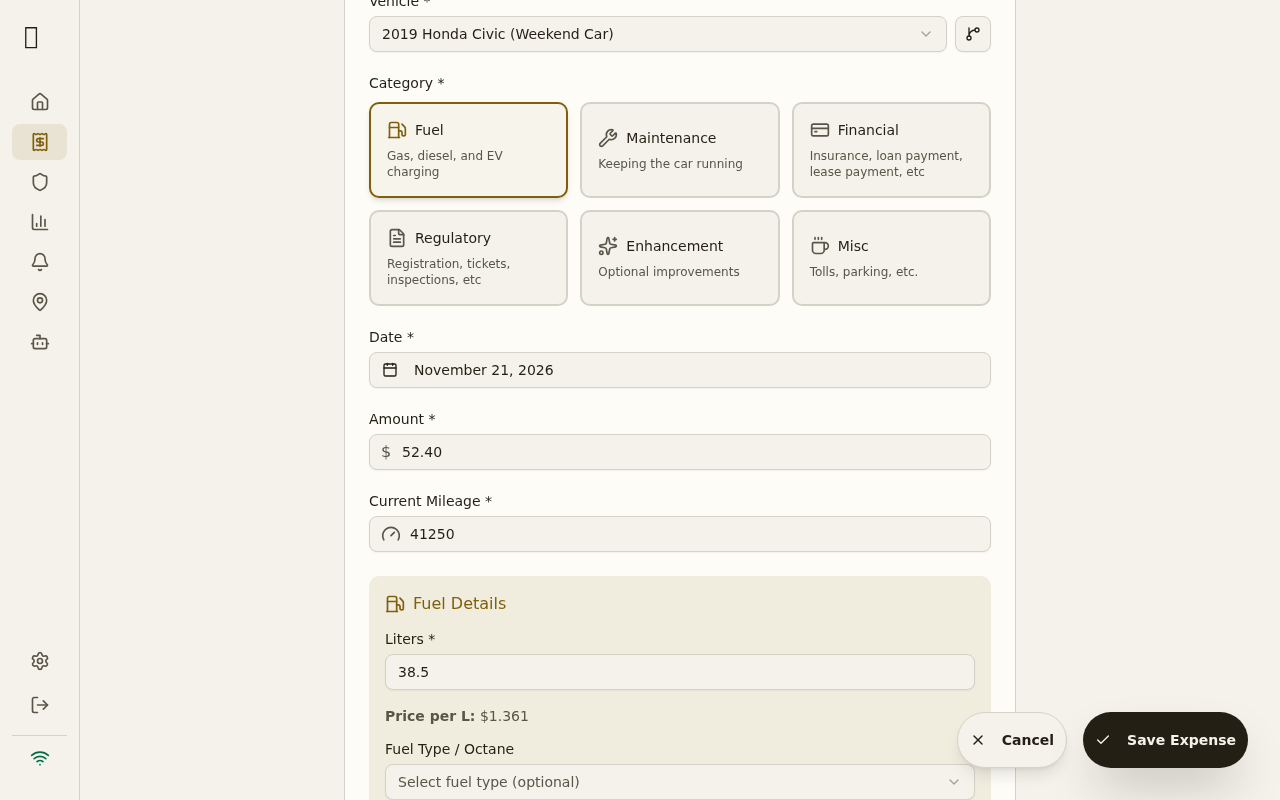 Vehicle *
2019 Honda Civic (Weekend Car)
Category *
Fuel
Gas, diesel, and EV
charging
Maintenance
Keeping the car running
Financial
Insurance, loan payment,
lease payment, etc
Regulatory
Registration, tickets,
inspections, etc
Enhancement
Optional improvements
Misc
Tolls, parking, etc.
Date *
November 21, 2026
Amount *
$ 52.40
Current Mileage *
41250
Fuel Details
Liters *
38.5
Price per L: $1.361
Fuel Type / Octane
Select fuel type (optional)
Cancel
Save Expense